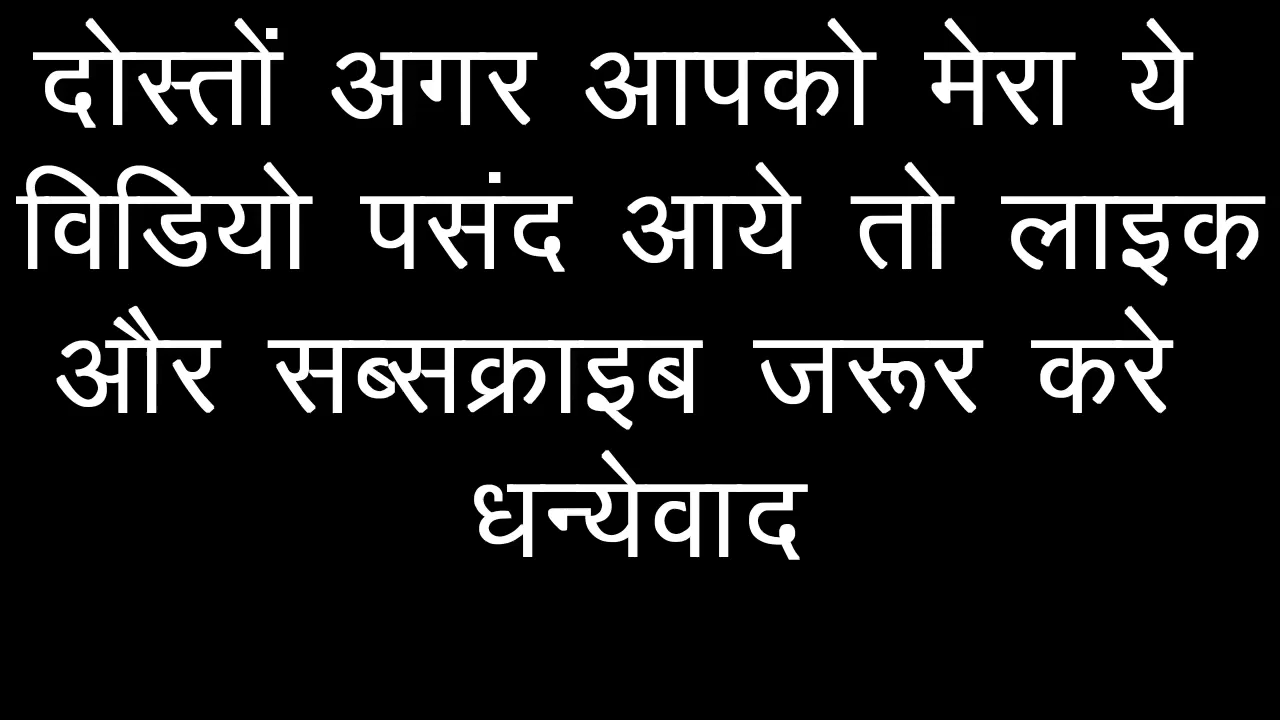 दोस्तों अगर आपको मेरा ये
विडियो पसंद आये तो लाइक
और सब्सक्राइब जरूर करे
धन्येवाद